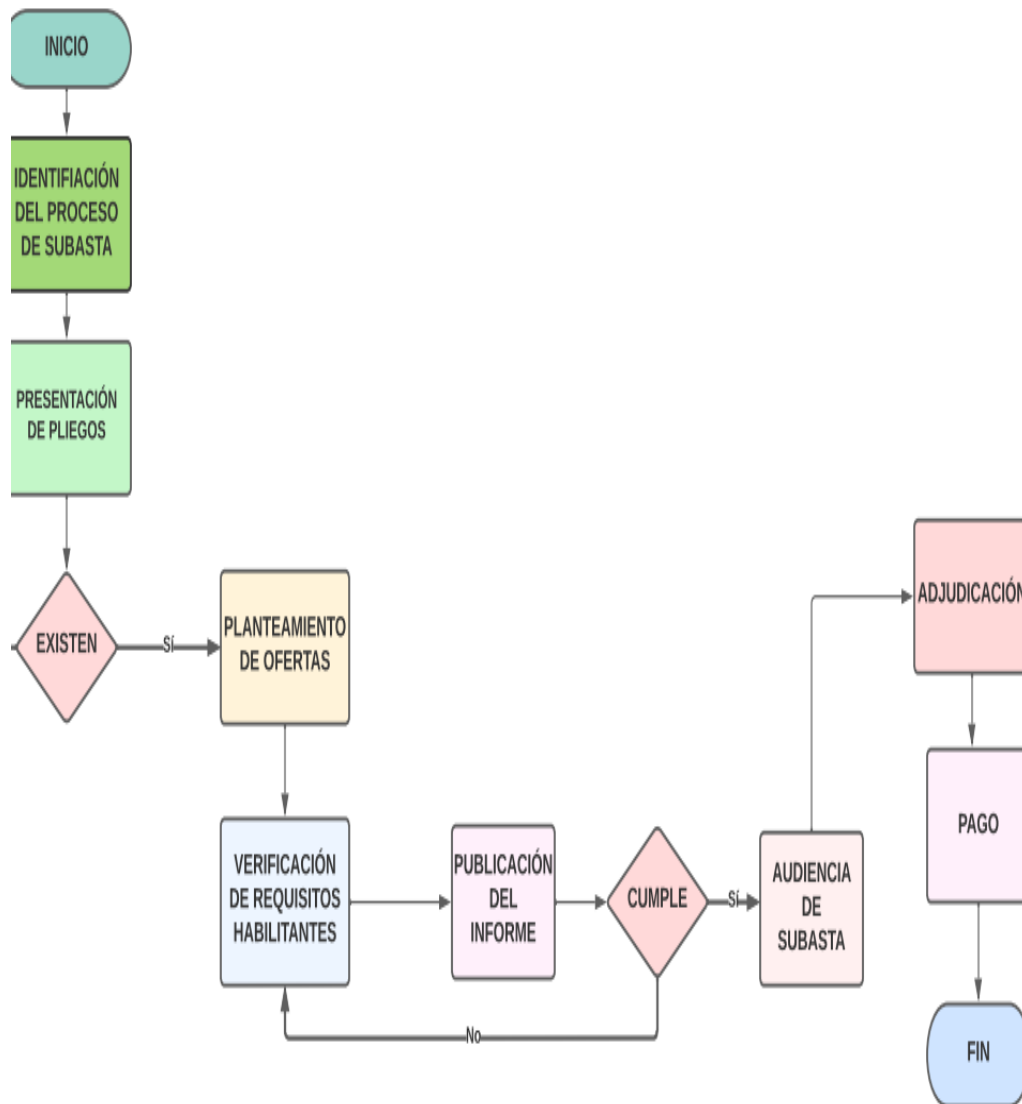 INICIO
IDENTIFIACIÓN
DEL PROCESO
DE SUBASTA
PRESENTACIÓN
DE PLIEGOS
EXISTEN
Sí
PLANTEAMIENTO
DE OFERTAS
VERIFICACIÓN
DE REQUISITOS
HABILITANTES
PUBLICACIÓN
DEL
INFORME
CUMPLE
Sí
No
AUDIENCIA
DE
SUBASTA
ADJUDICACIÓN
PAGO
FIN